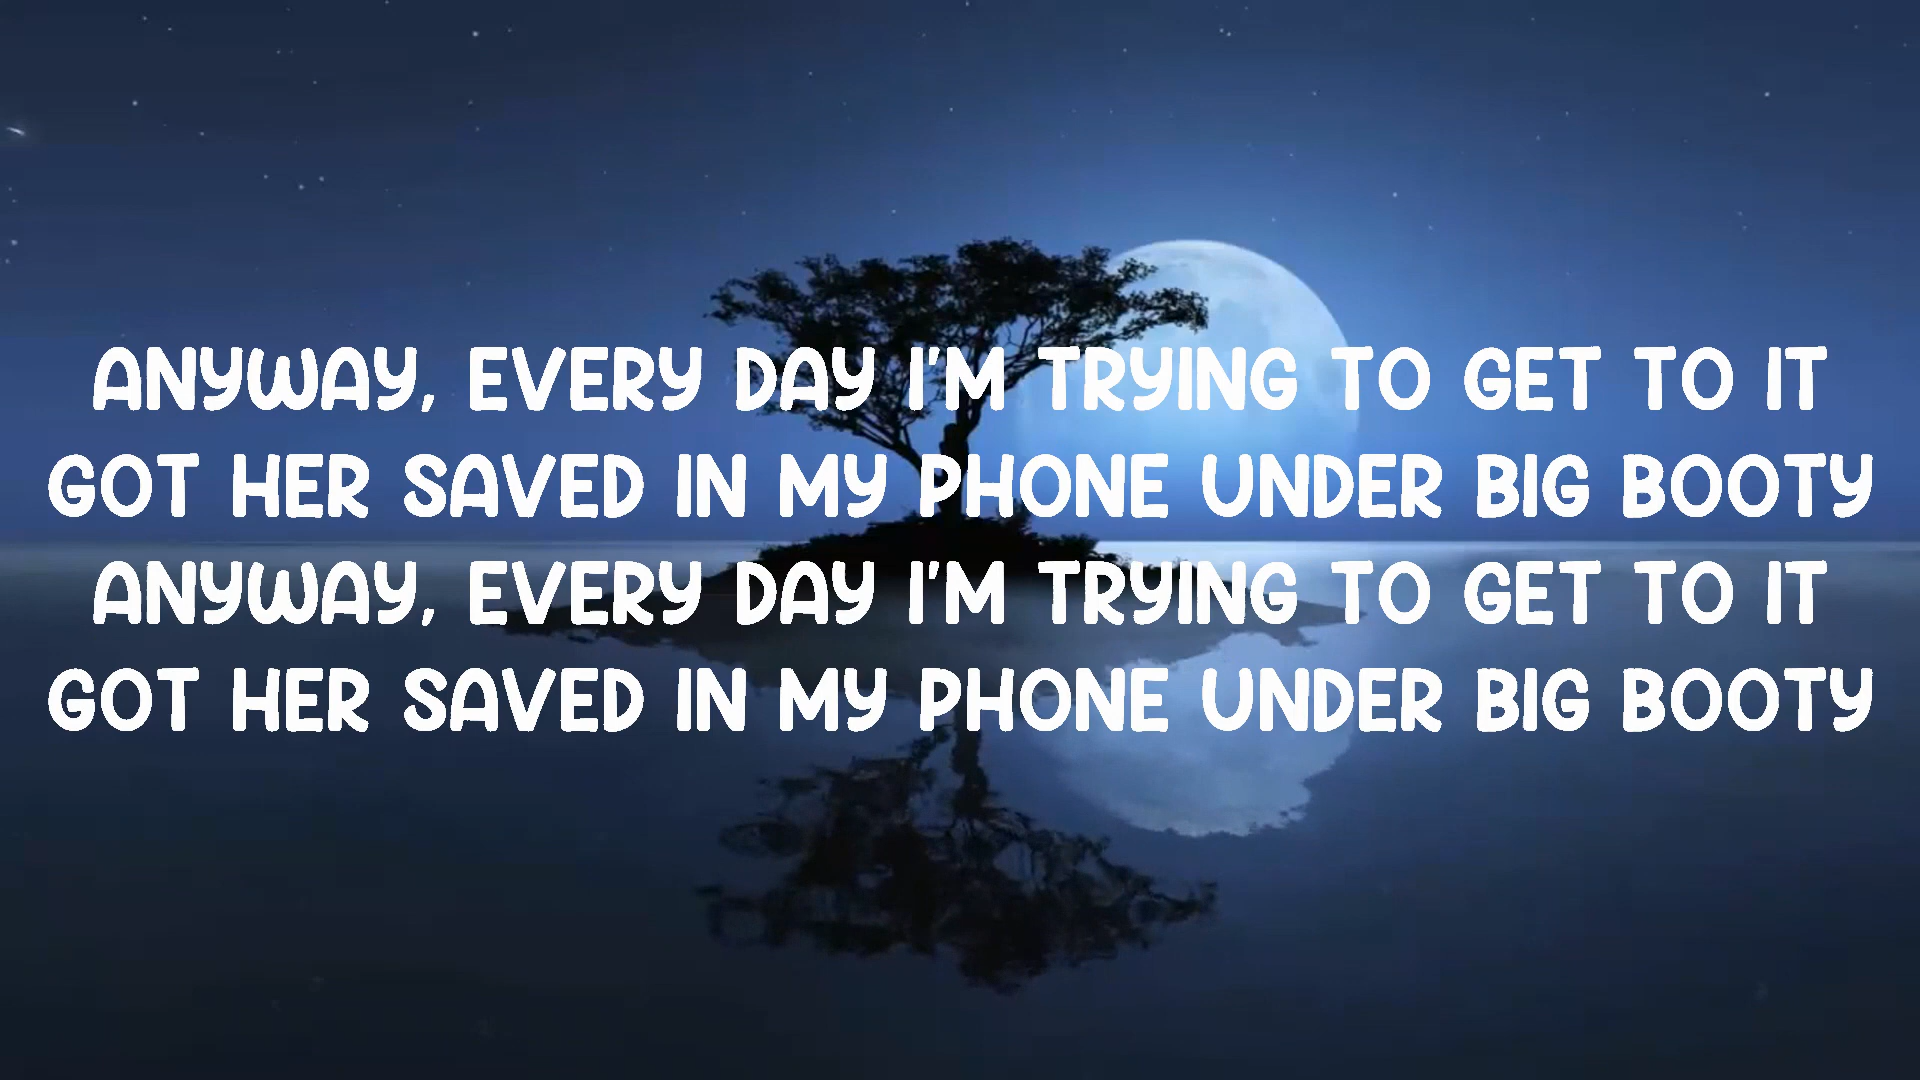 ANYWAY, EVERY DAY I'M TRYING TO GET TO IT
GOT HER SAVED IN MY PHONE UNDER BIG BOOTY
ANYWAY, EVERY DAY I'M TRYING TO GET TO IT
GOT HER SAVED IN MY PHONE UNDER BIG BOOTY